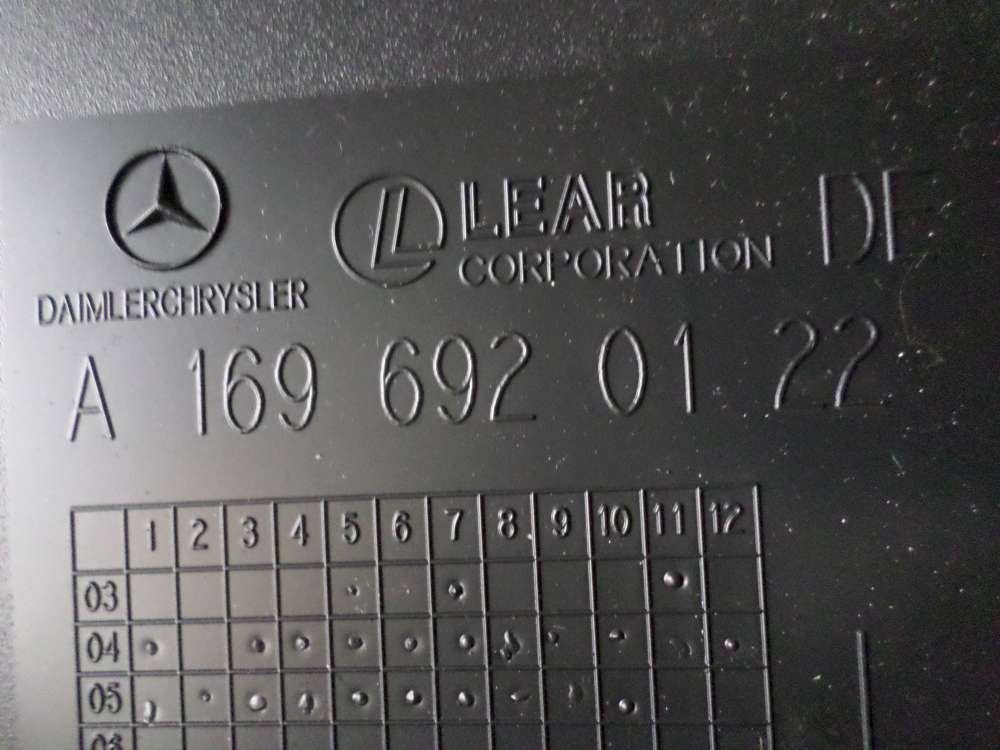 LEAR DF
CORPORATION
DAIMLERCHRYSLER
A 169 692 01 22
1 2 3 4 5 6 7 8 9 10 11 12
03
04
05